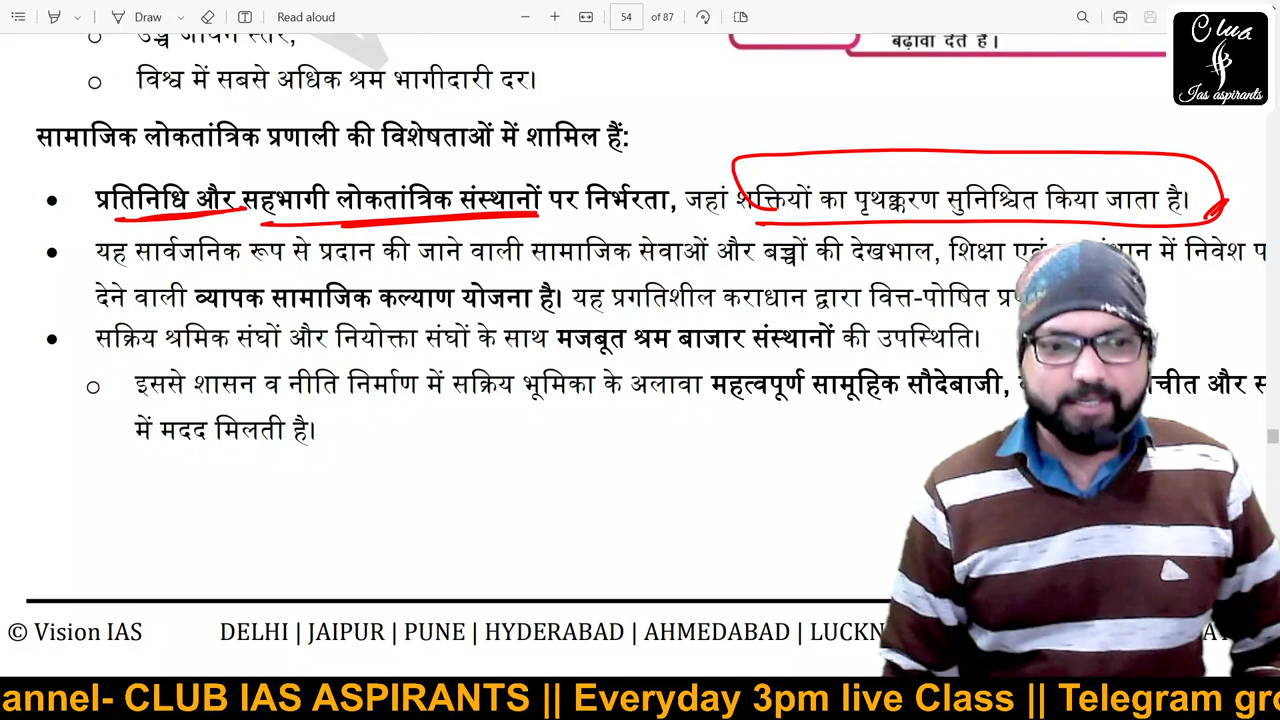 Draw
Read aloud
54
of 87
Clua
Ias aspirants
बढ़ावा देते हैं।
विश्व में सबसे अधिक श्रम भागीदारी दर।
सामाजिक लोकतांत्रिक प्रणाली की विशेषताओं में शामिल हैं:
प्रतिनिधि और सहभागी लोकतांत्रिक संस्थानों पर निर्भरता, जहां शक्तियों का पृथक्करण सुनिश्चित किया जाता है।
यह सार्वजनिक रूप से प्रदान की जाने वाली सामाजिक सेवाओं और बच्चों की देखभाल, शिक्षा एवं में निवेश
देने वाली व्यापक सामाजिक कल्याण योजना है। यह प्रगतिशील कराधान द्वारा वित्त-पोषित
सक्रिय श्रमिक संघों और नियोक्ता संघों के साथ मजबूत श्रम बाजार संस्थानों की उपस्थिति।
इससे शासन व नीति निर्माण में सक्रिय भूमिका के अलावा महत्वपूर्ण सामूहिक सौदेबाजी, और
में मदद मिलती है।
© Vision IAS DELHI | JAIPUR | PUNE | HYDERABAD | AHMEDABAD |
annel- CLUB IAS ASPIRANTS || Everyday 3pm live Class || Telegram gr